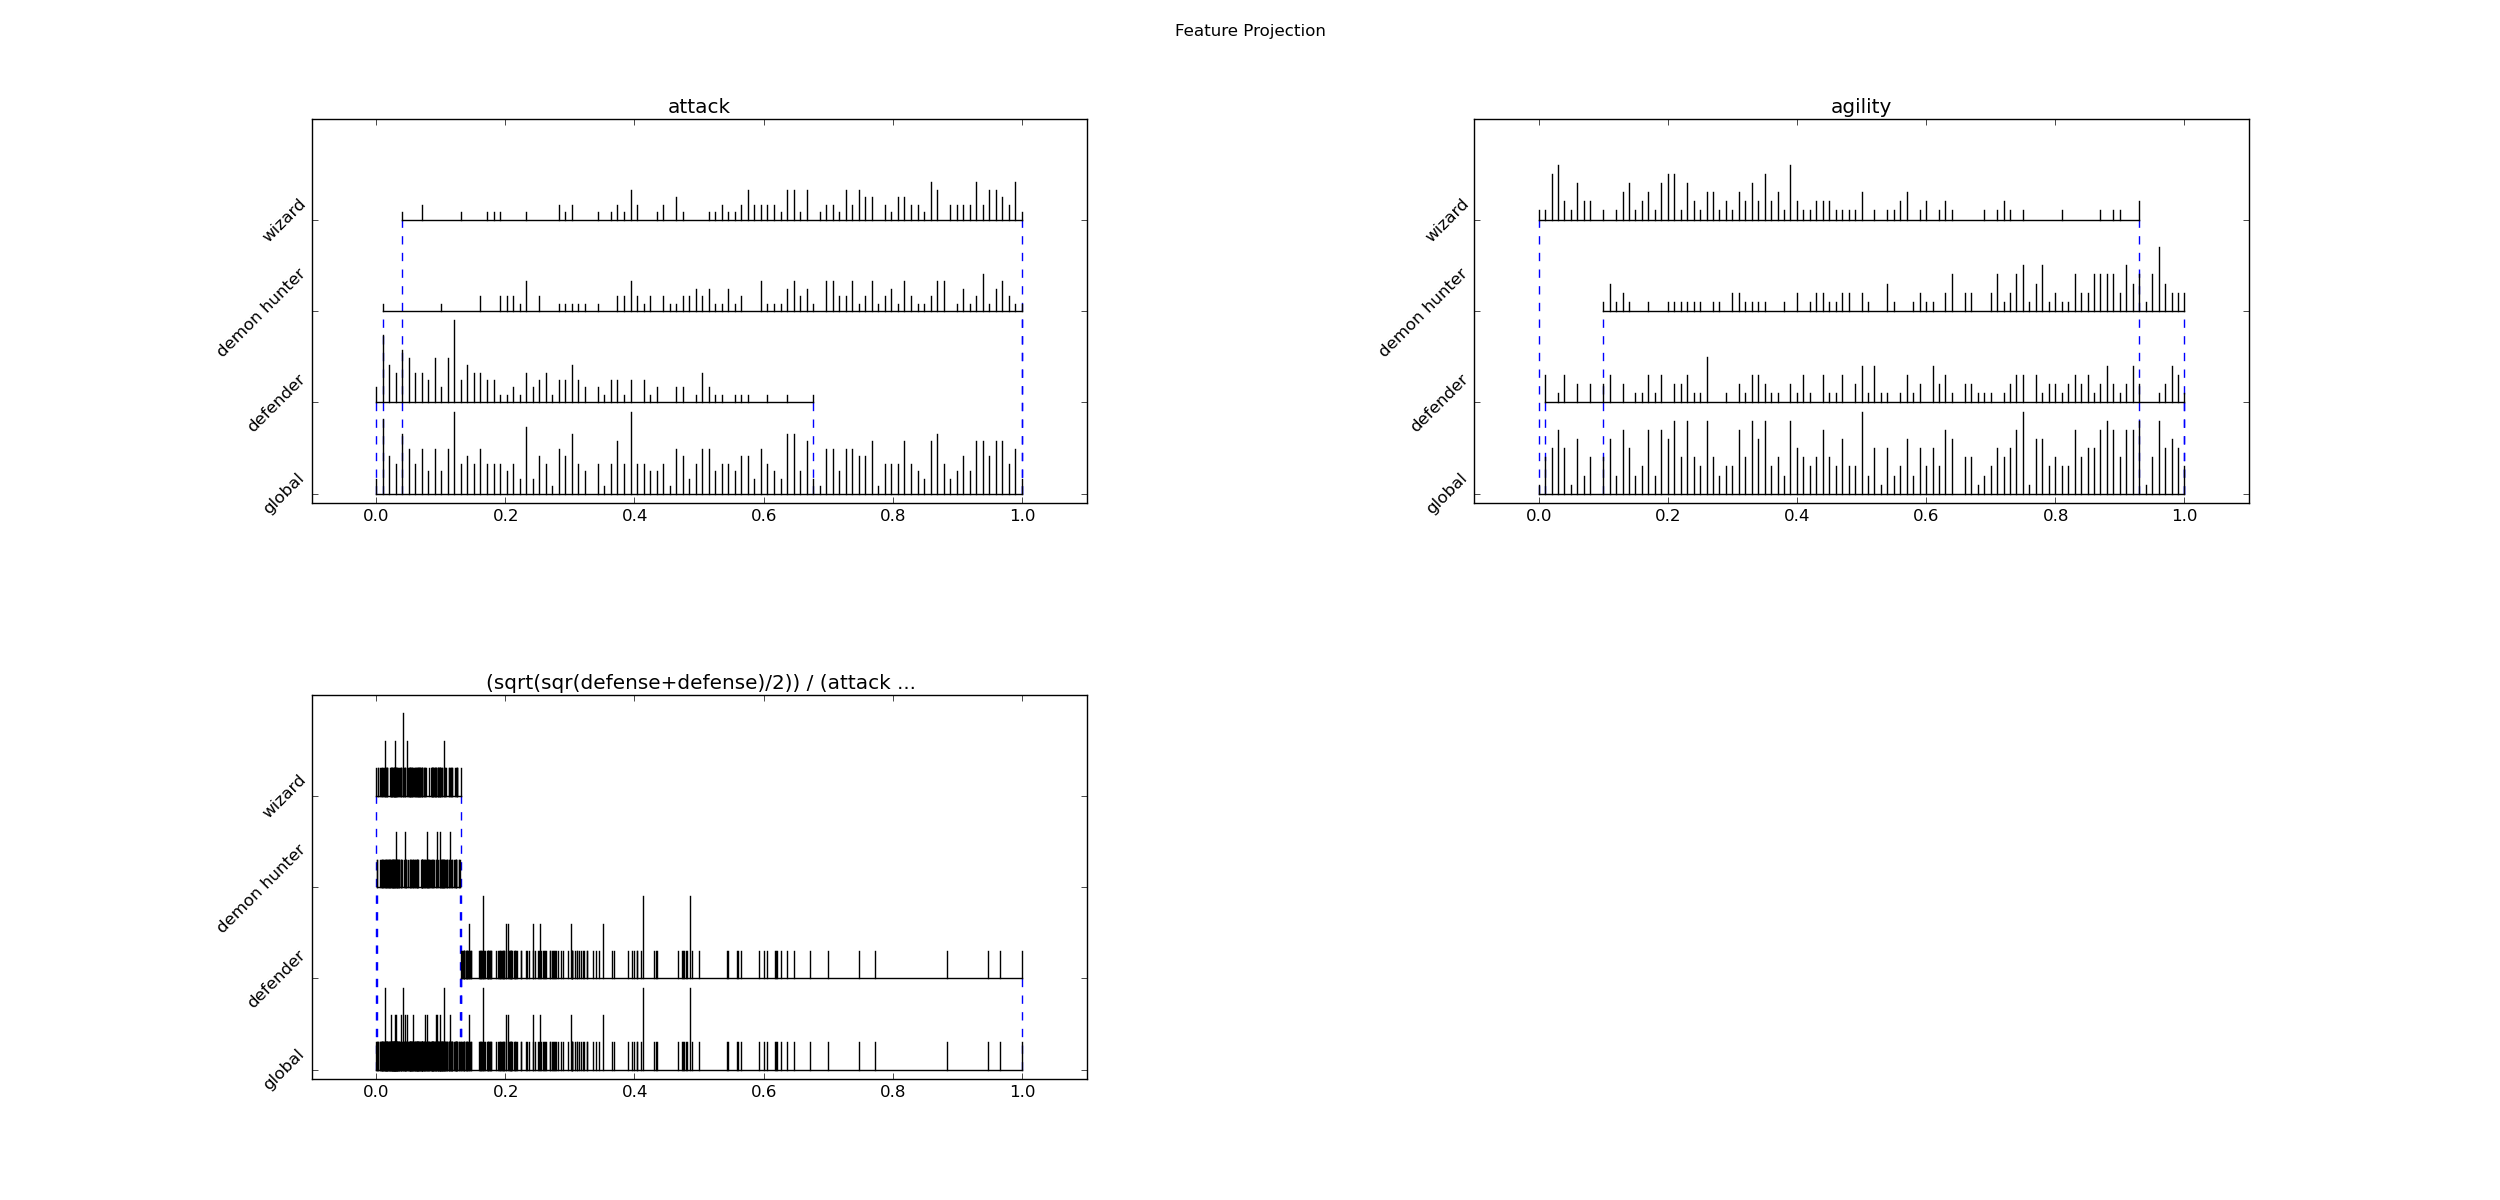 Feature Projection
attack
wizard
demon hunter
defender
global
0.0 0.2 0.4 0.6 0.8 1.0
agility
wizard
demon hunter
defender
global
0.0 0.2 0.4 0.6 0.8 1.0
(sqrt(sqr(defense+defense)/2)) / (attack ...
wizard
demon hunter
defender
global
0.0 0.2 0.4 0.6 0.8 1.0